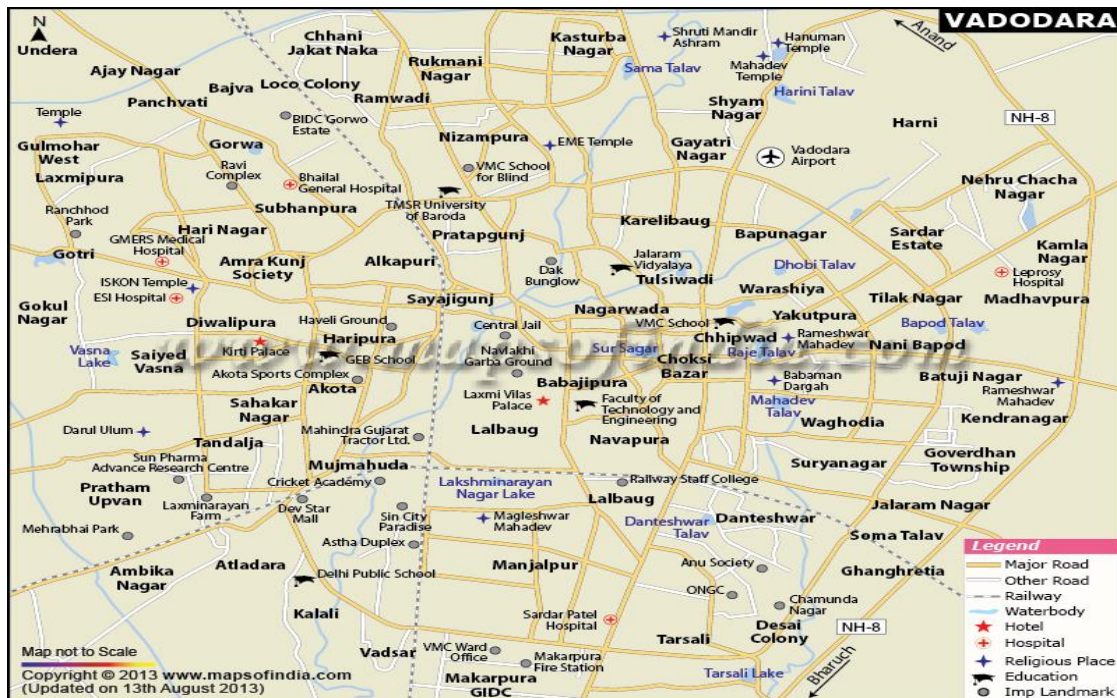 VADODARA
N
Undera
Chhani
Jakat Naka
Kasturba
Nagar
Shruti Mandir
Ashram
Hanuman
Temple
Anand
Ajay Nagar
Bajva
Loco Colony
Rukmani
Nagar
Sama Talav
Mahadev
Temple
Panchvati
Ramwadi
Shyam
Nagar
Harini Talav
Temple
BIDC Gorwo
Estate
Nizampura
EME Temple
Gayatri
Nagar
Harni
NH-8
Gulmohar
West
Gorwa
Vadodara
Airport
Laxmipura
Ravi
Complex
Bhailal
General Hospital
VMC School
for Blind
Nehru Chacha
Nagar
Ranchhod
Park
Subhanpura
TMSR University
of Baroda
Karelibaug
Hari Nagar
Pratapgunj
Bapunagar
Sardar
Estate
GMERS Medical
Hospital
Gotri
Amra Kunj
Society
Alkapuri
Dak
Bunglow
Jalaram
Vidyalaya
Tulsiwadi
Dhobi Talav
Kamla
Nagar
Leprosy
Hospital
ISKON Temple
ESI Hospital
Sayajigunj
Warashiya
Tilak Nagar
Madhavpura
Gokul
Nagar
Diwalipura
Haveli Ground
Nagarwada
Yakutpura
Central Jail
VMC School
Chhipwad
Rameshwar
Mahadev
Bapod Talav
Vasna
Lake
Saiyed
Vasna
Kirti Palace
Haripura
GEB School
Navlakhi
Garba Ground
Sur Sagar
Choksi
Bazar
Raje Talav
Nani Bapod
Akota Sports Complex
Akota
Babajipura
Babaman
Dargah
Batuji Nagar
Rameshwar
Mahadev
Sahakar
Nagar
Laxmi Vilas
Palace
Faculty of
Technology and
Engineering
Mahadev
Talav
Waghodia
Kendranagar
Darul Ulum
Tandalja
Mahindra Gujarat
Tractor Ltd.
Lalbaug
Navapura
Goverdhan
Township
Sun Pharma
Advance Research Centre
Mujmahuda
Suryanagar
Pratham
Upvan
Cricket Academy
Lakshminarayan
Nagar Lake
Railway Staff College
Lalbaug
Laxminarayan
Farm
Dev Star
Mall
Sin City
Paradise
Magleshwar
Mahadev
Danteshwar
Talav
Danteshwar
Jalaram Nagar
Mehrabhai Park
Astha Duplex
Soma Talav
Ambika
Nagar
Atladara
Delhi Public School
Manjalpur
Anu Society
Ghanghretia
ONGC
Kalali
Sardar Patel
Hospital
Chamunda
Nagar
Desai
Colony
NH-8
Tarsali
Vadsar
VMC Ward
Office
Makarpura
Fire Station
Makarpura
GIDC
Tarsali Lake
Bharuch
Map not to Scale
Copyright © 2013 www.mapsofindia.com
(Updated on 13th August 2013)
Legend
Major Road
Other Road
Railway
Waterbody
Hotel
Hospital
Religious Place
Education
Imp Landmark